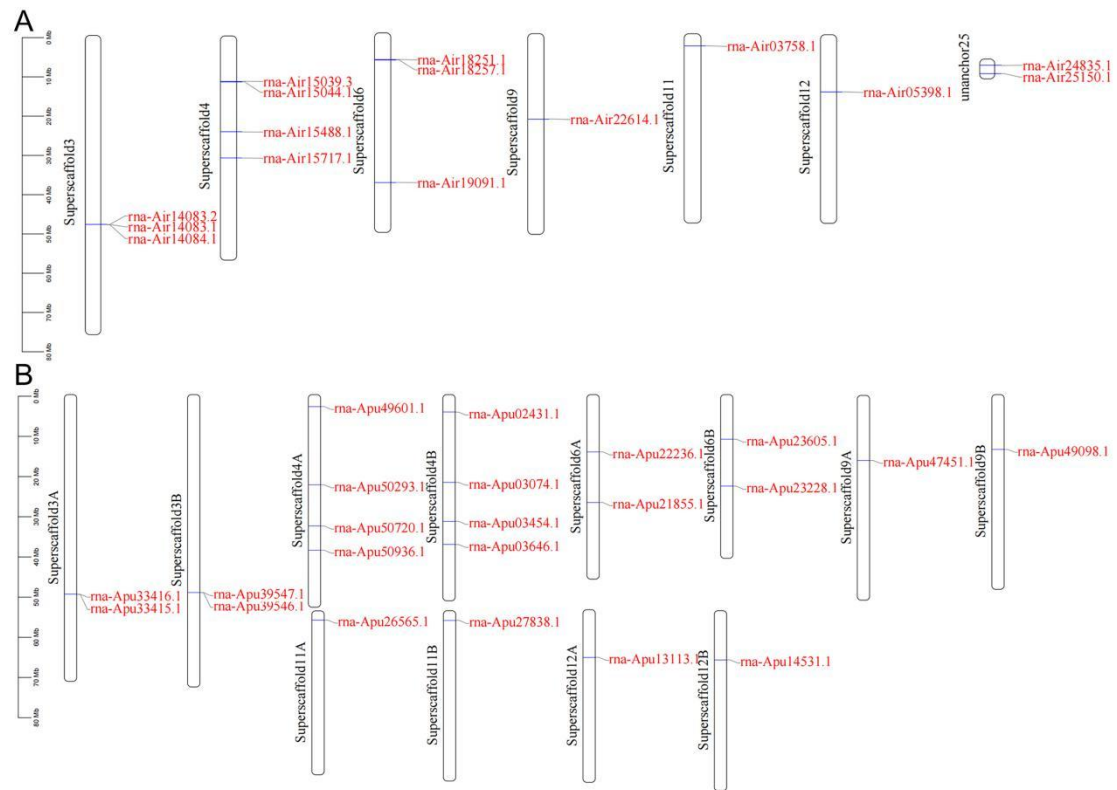 A
0 Mb
10 Mb
20 Mb
30 Mb
40 Mb
50 Mb
60 Mb
70 Mb
80 Mb
Superscaffold3
rna-Air14083.2
rna-Air14083.1
rna-Air14084.1
Superscaffold4
rna-Air15039.3
rna-Air15044.1
rna-Air15488.1
rna-Air15717.1
Superscaffold6
rna-Air18251.1
rna-Air18257.1
rna-Air19091.1
Superscaffold9
rna-Air22614.1
Superscaffold11
rna-Air03758.1
Superscaffold12
rna-Air05398.1
unanchor25
rna-Air24835.1
rna-Air25150.1
B
0 Mb
10 Mb
20 Mb
30 Mb
40 Mb
50 Mb
60 Mb
70 Mb
80 Mb
Superscaffold3A
rna-Apu33416.1
rna-Apu33415.1
Superscaffold3B
rna-Apu39547.1
rna-Apu39546.1
Superscaffold4A
rna-Apu49601.1
rna-Apu50293.1
rna-Apu50720.1
rna-Apu50936.1
Superscaffold4B
rna-Apu02431.1
rna-Apu03074.1
rna-Apu03454.1
rna-Apu03646.1
Superscaffold6A
rna-Apu22236.1
rna-Apu21855.1
Superscaffold6B
rna-Apu23605.1
rna-Apu23228.1
Superscaffold9A
rna-Apu47451.1
Superscaffold9B
rna-Apu49098.1
Superscaffold11A
rna-Apu26565.1
Superscaffold11B
rna-Apu27838.1
Superscaffold12A
rna-Apu13113.1
Superscaffold12B
rna-Apu14531.1